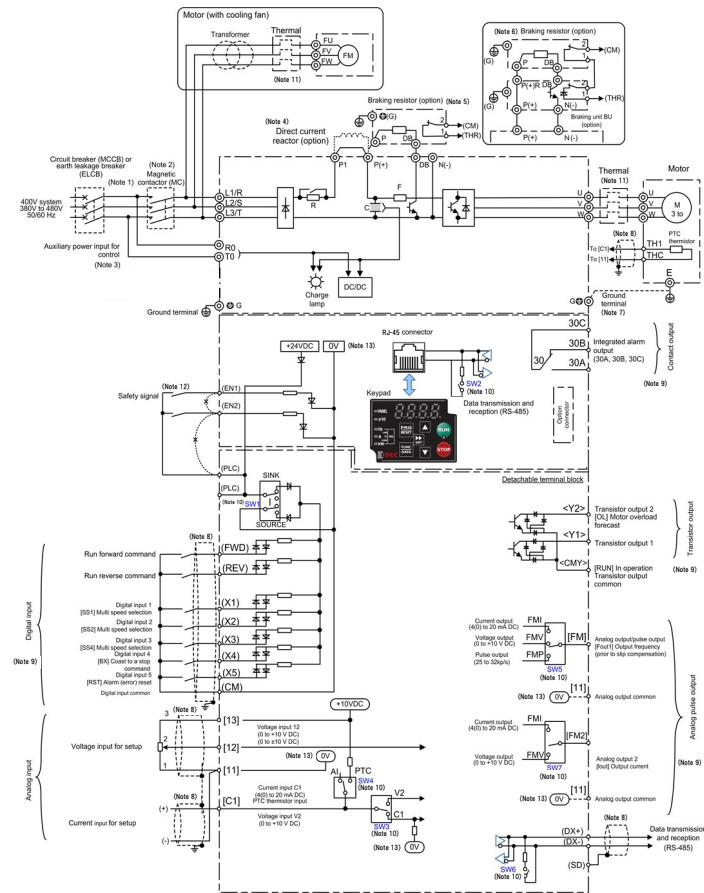 Motor (with cooling fan)
Transformer
Thermal
FU
FV
FW
FM
(Note 11)
(Note 6) Braking resistor (option)
(G)
P
DB
2
1
(CM)
(THR)
(G)
P(+)R
DB
2
1
P(+)
N(-)
Braking unit BU
(option)
P(+)
N(-)
Braking resistor (option) (Note 5)
(Note 4)
Direct current
reactor (option)
(G)
P
DB
2
1
(CM)
(THR)
P1
P(+)
DB
N(-)
Circuit breaker (MCCB) or
earth leakage breaker
(ELCB)
(Note 1)
(Note 2)
Magnetic
contactor (MC)
400V system
380V to 480V
50/60 Hz
L1/R
L2/S
L3/T
R
F
C
U
V
W
Thermal
(Note 11)
Motor
U
V
W
M
3 to
Auxiliary power input for
control
(Note 3)
R0
T0
Charge
lamp
DC/DC
(Note 8)
To [C1]
To [11]
TH1
THC
PTC
thermistor
E
Ground terminal
G
G
Ground
terminal
(Note 7)
+24VDC
0V
(Note 13)
RJ-45 connector
SW2
(Note 10)
Data transmission and
reception (RS-485)
Keypad
30C
30B
30
30A
Integrated alarm
output
(30A, 30B, 30C)
Contact output
(Note 9)
Option
connector
Safety signal
(Note 12)
(EN1)
(EN2)
(PLC)
(PLC)
SINK
(Note 10)
SW1
SOURCE
PRG
RESET
FUNC
DATA
RUN
STOP
Detachable terminal block
<Y2>
Transistor output 2
[OL] Motor overload
forecast
<Y1>
Transistor output 1
<CMY>
[RUN] In operation
Transistor output
common
Transistor output
(Note 9)
Digital input
(Note 9)
(Note 8)
Run forward command
(FWD)
Run reverse command
(REV)
Digital input 1
[SS1] Multi speed selection
(X1)
Digital input 2
[SS2] Multi speed selection
(X2)
Digital input 3
[SS4] Multi speed selection
(X3)
Digital input 4
[BX] Coast to a stop
command
(X4)
Digital input 5
[RST] Alarm (error) reset
(X5)
Digital input common
(CM)
Current output
(4(0) to 20 mA DC)
FMI
Voltage output
(0 to +10 V DC)
FMV
Pulse output
(25 to 32kp/s)
FMP
[FM]
SW5
(Note 10)
Analog output/pulse output
[Fout1] Output frequency
(prior to slip compensation)
(Note 13)
0V
[11]
Analog output common
Current output
(4(0) to 20 mA DC)
FMI
Voltage output
(0 to +10 V DC)
FMV
[FM2]
SW7
(Note 10)
Analog output 2
[Iout] Output current
(Note 13)
0V
[11]
Analog output common
Analog pulse output
(Note 9)
Analog input
Voltage input for setup
3
2
1
(Note 8)
[13]
[12]
[11]
Voltage input 12
(0 to +10 V DC)
(0 to ±10 V DC)
+10VDC
(Note 13)
0V
AI
PTC
SW4
(Note 10)
(Note 8)
Current input for setup
(+)
(-)
[C1]
Current input C1
(4(0) to 20 mA DC)
PTC thermistor input
Voltage input V2
(0 to +10 V DC)
V2
C1
SW3
(Note 10)
(Note 13)
0V
(Note 8)
(DX+)
(DX-)
(SD)
SW6
(Note 10)
Data transmission
and reception
(RS-485)